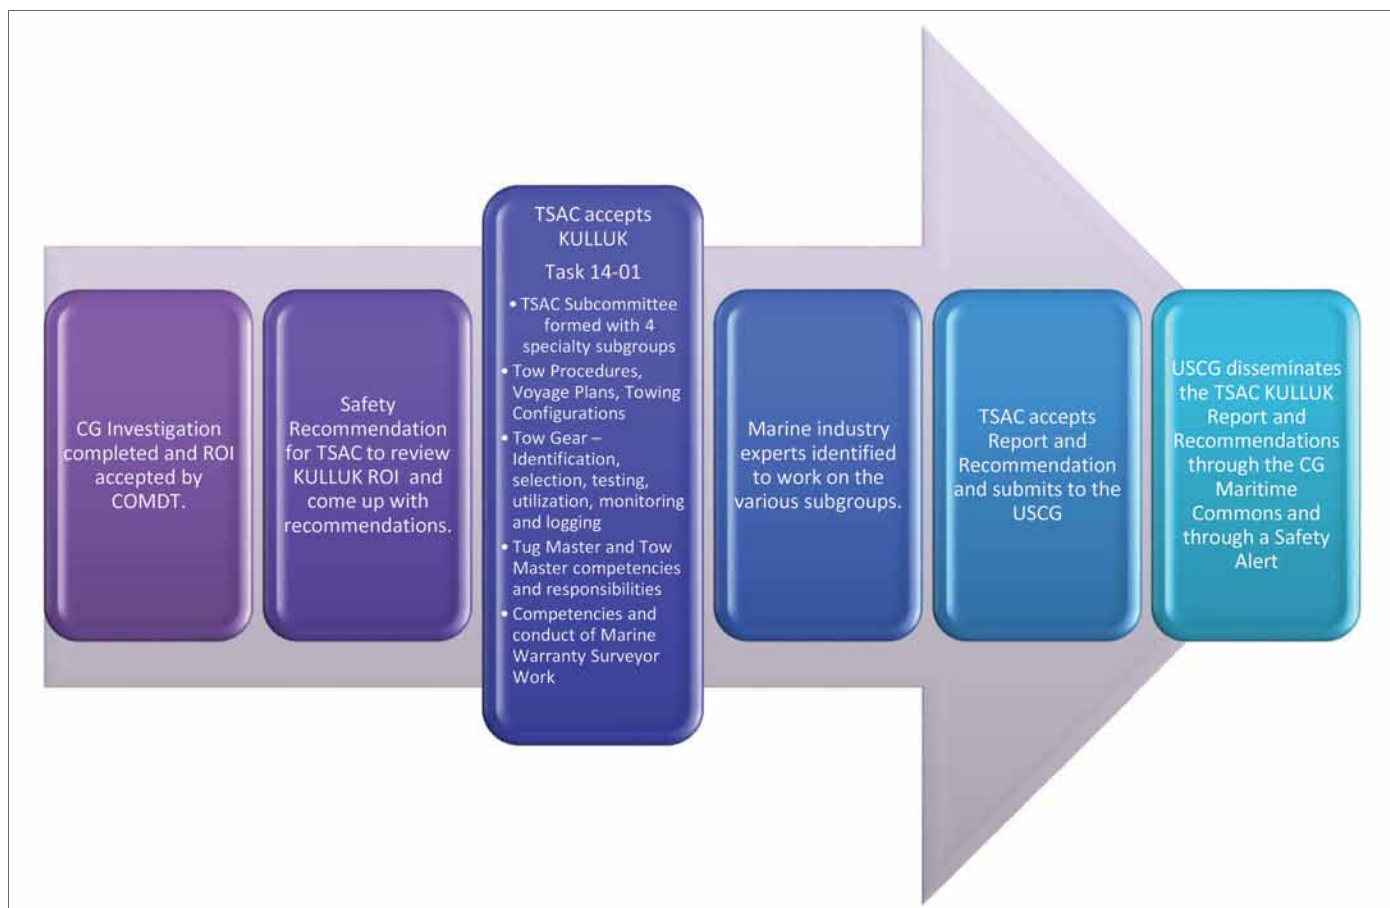 CG Investigation
completed and ROI
accepted by
COMDT.
Safety
Recommendation
for TSAC to review
KULLUK ROI and
come up with
recommendations.
TSAC accepts
KULLUK
Task 14-01
• TSAC Subcommittee
formed with 4
specialty subgroups
• Tow Procedures,
Voyage Plans, Towing
Configurations
• Tow Gear –
Identification,
selection, testing,
utilization, monitoring
and logging
• Tug Master and Tow
Master competencies
and responsibilities
• Competencies and
conduct of Marine
Warranty Surveyor
Work
Marine industry
experts identified
to work on the
various subgroups.
TSAC accepts
Report and
Recommendation
and submits to the
USCG
USCG disseminates
the TSAC KULLUK
Report and
Recommendations
through the CG
Maritime
Commons and
through a Safety
Alert